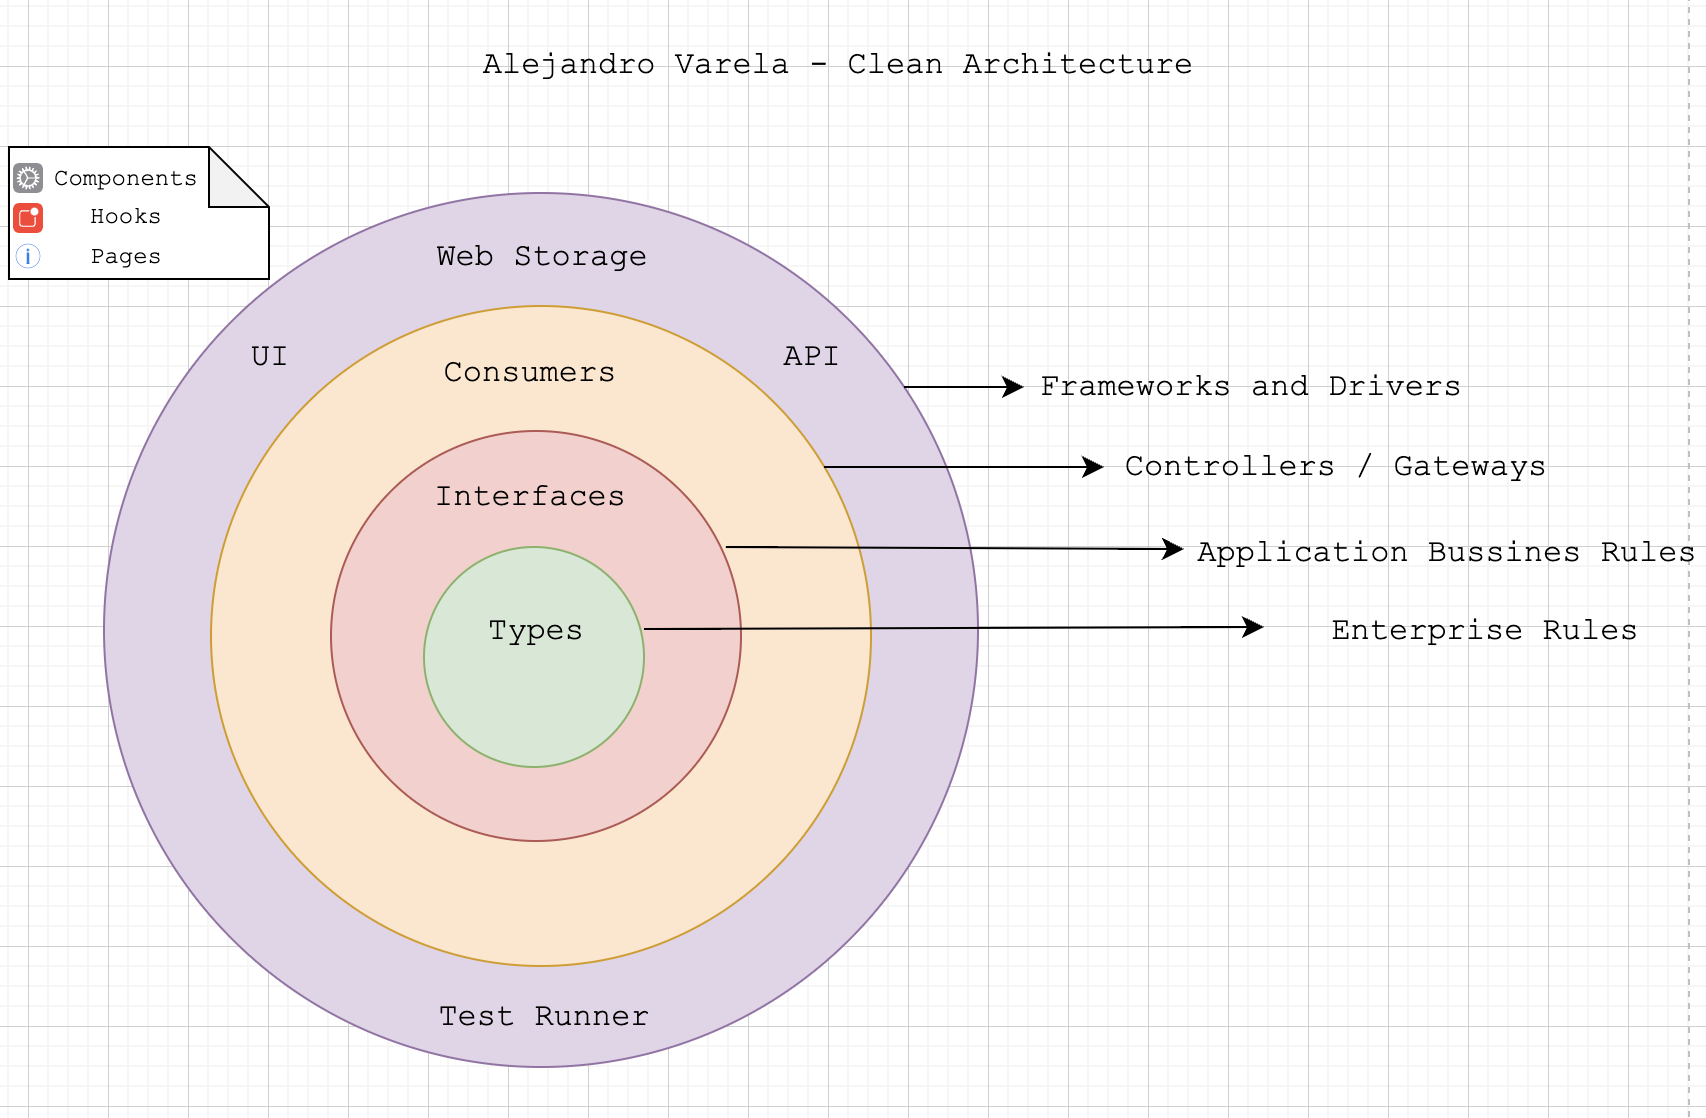 Alejandro Varela - Clean Architecture
Components
Hooks
Pages
Web Storage
UI
API
Consumers
Interfaces
Types
Test Runner
Frameworks and Drivers
Controllers / Gateways
Application Bussines Rules
Enterprise Rules